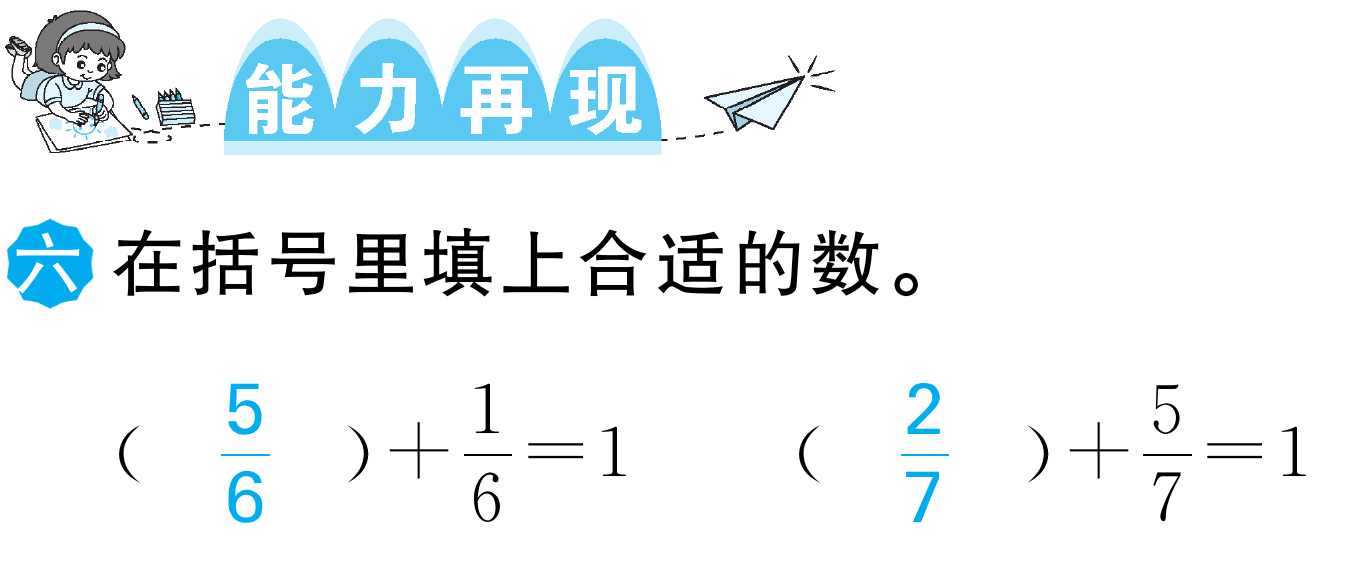 能力再现
六 在括号里填上合适的数。
( 5/6 ) + 1/6 = 1 ( 2/7 ) + 5/7 = 1